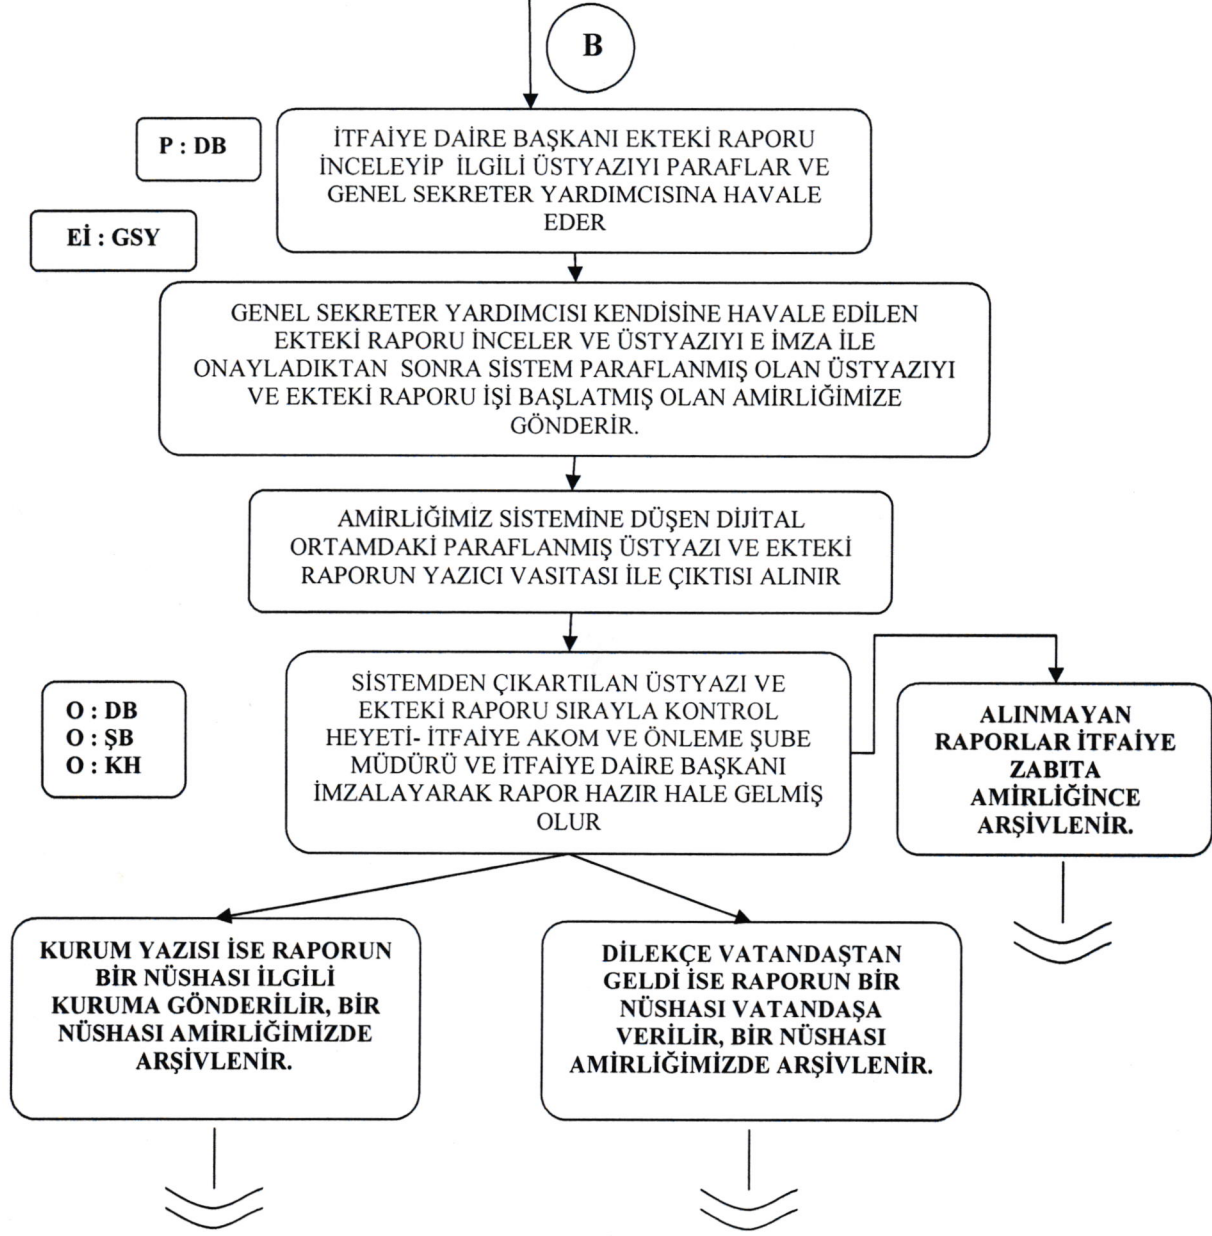 B
P : DB
İTFAİYE DAİRE BAŞKANI EKTEKİ RAPORU
İNCELEYİP İLGİLİ ÜSTYAZIYI PARAFLAR VE
GENEL SEKRETER YARDIMCISINA HAVALE
EDER
Eİ : GSY
GENEL SEKRETER YARDIMCISI KENDİSİNE HAVALE EDİLEN
EKTEKİ RAPORU İNCELER VE ÜSTYAZIYI E İMZA İLE
ONAYLADIKTAN SONRA SİSTEM PARAFLANMIŞ OLAN ÜSTYAZIYI
VE EKTEKİ RAPORU İŞİ BAŞLATMIŞ OLAN AMİRLİĞİMİZE
GÖNDERİR.
AMİRLİĞİMİZ SİSTEMİNE DÜŞEN DİJİTAL
ORTAMDAKİ PARAFLANMIŞ ÜSTYAZI VE EKTEKİ
RAPORUN YAZICI VASITASI İLE ÇIKTISI ALINIR
O : DB
O : ŞB
O : KH
SİSTEMDEN ÇIKARTILAN ÜSTYAZI VE
EKTEKİ RAPORU SIRAYLA KONTROL
HEYETİ- İTFAİYE AKOM VE ÖNLEME ŞUBE
MÜDÜRÜ VE İTFAİYE DAİRE BAŞKANI
İMZALAYARAK RAPOR HAZIR HALE GELMİŞ
OLUR
ALINMAYAN
RAPORLAR İTFAİYE
ZABITA
AMİRLİĞİNCE
ARŞİVLENİR.
KURUM YAZISI İSE RAPORUN
BİR NÜSHASI İLGİLİ
KURUMA GÖNDERİLİR, BİR
NÜSHASI AMİRLİĞİMİZDE
ARŞİVLENİR.
DİLEKÇE VATANDAŞTAN
GELDİ İSE RAPORUN BİR
NÜSHASI VATANDAŞA
VERİLİR, BİR NÜSHASI
AMİRLİĞİMİZDE ARŞİVLENİR.